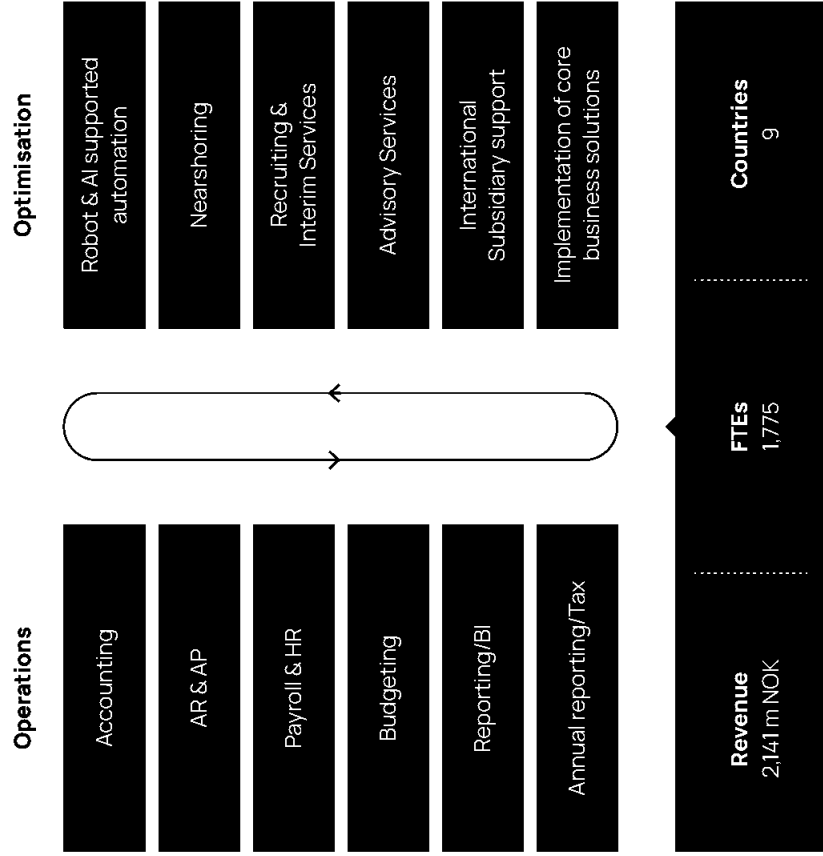 Operations
Accounting
AR & AP
Payroll & HR
Budgeting
Reporting/BI
Annual reporting/Tax
Optimisation
Robot & AI supported
automation
Nearshoring
Recruiting &
Interim Services
Advisory Services
International
Subsidiary support
Implementation of core
business solutions
Revenue
2,141 m NOK
FTEs
1,775
Countries
9